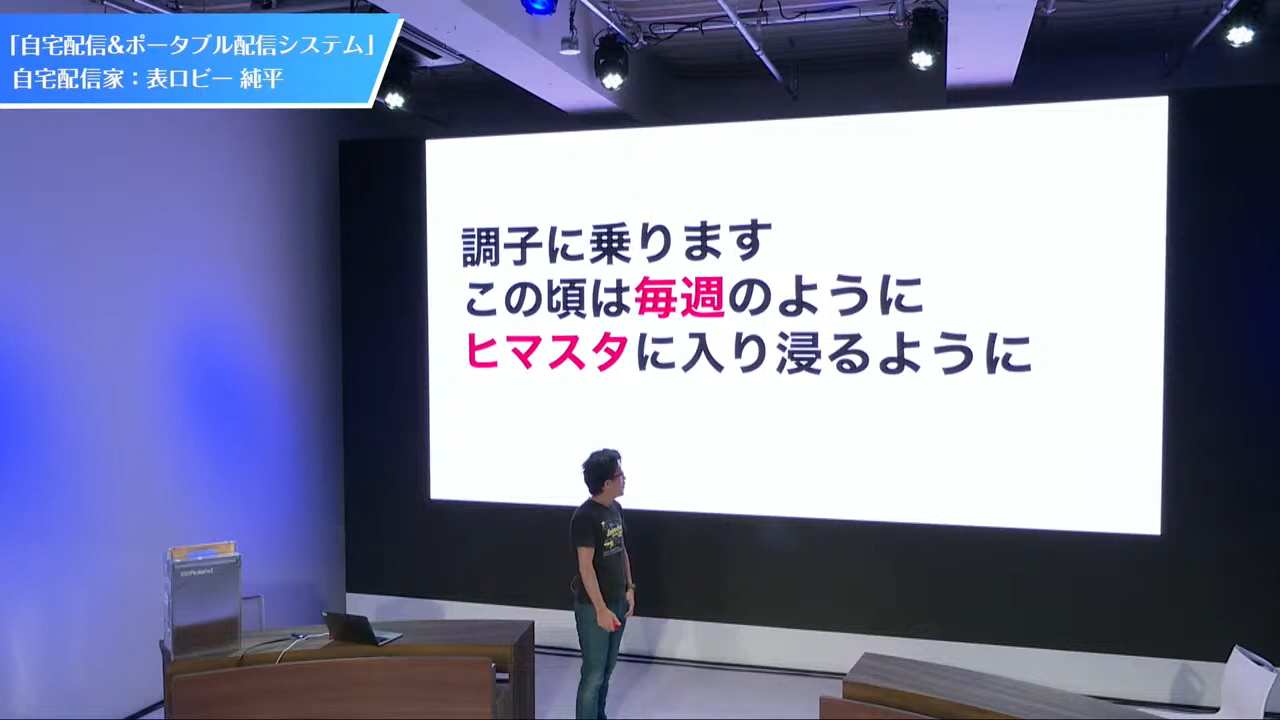 「自宅配信&ポータブル配信システム」
自宅配信家：表ロビー 純平
調子に乗ります
この頃は毎週のように
ヒマスタに入り浸るように
Roland